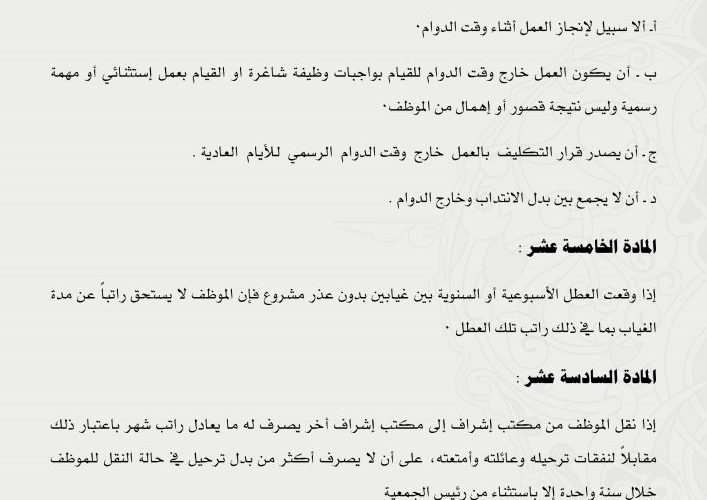 أ. ألا سبيل لإنجاز العمل أثناء وقت الدوام.
ب ـ أن يكون العمل خارج وقت الدوام للقيام بواجبات وظيفة شاغرة او القيام بعمل إستثنائي أو مهمة
رسمية وليس نتيجة قصور أو إهمال من الموظف.
ج ـ أن يصدر قرار التكليف بالعمل خارج وقت الدوام الرسمي للأيام العادية .
د ـ أن لا يجمع بين بدل الانتداب وخارج الدوام .
المادة الخامسة عشر :
إذا وقعت العطل الأسبوعية أو السنوية بين غيابين بدون عذر مشروع فإن الموظف لا يستحق راتباً عن مدة
الغياب بما في ذلك راتب تلك العطل .
المادة السادسة عشر :
إذا نقل الموظف من مكتب إشراف إلى مكتب إشراف أخر يصرف له ما يعادل راتب شهر باعتبار ذلك
مقابلاً لنفقات ترحيله وعائلته وأمتعته، على أن لا يصرف أكثر من بدل ترحيل في حالة النقل للموظف
خلال سنة واحدة إلا باستثناء من رئيس الجمعية